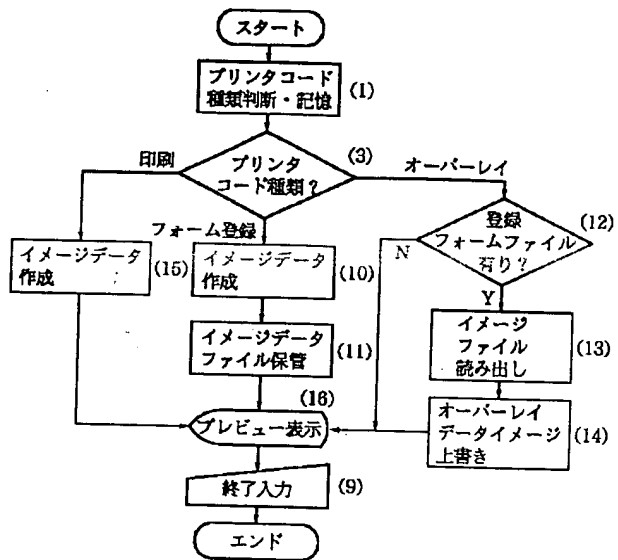 スタート
プリンタコード
種類判断・記憶
(1)
プリンタ
コード種類?
(3)
印刷
オーバーレイ
フォーム登録
登録
フォームファイル
有り?
(12)
N
Y
イメージデータ
作成
(15)
イメージデータ
作成
(10)
イメージデータ
ファイル保管
(11)
イメージ
ファイル
読み出し
(13)
オーバーレイ
データイメージ
上書き
(14)
(16)
プレビュー表示
終了入力
(9)
エンド